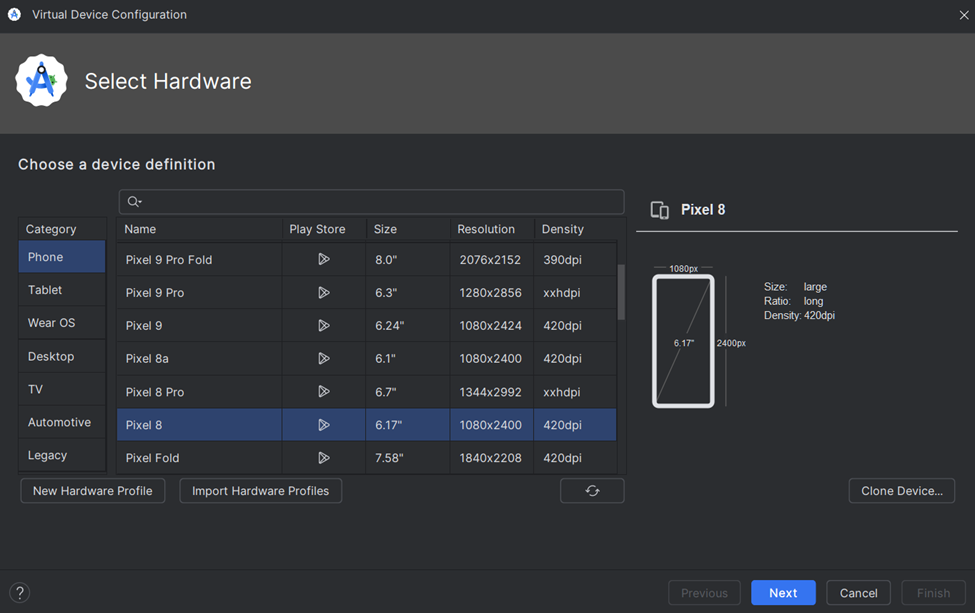 Virtual Device Configuration
Select Hardware
Choose a device definition
Category
Phone
Tablet
Wear OS
Desktop
TV
Automotive
Legacy
Name Play Store Size Resolution Density
Pixel 9 Pro Fold 8.0" 2076x2152 390dpi
Pixel 9 Pro 6.3" 1280x2856 xxhdpi
Pixel 9 6.24" 1080x2424 420dpi
Pixel 8a 6.1" 1080x2400 420dpi
Pixel 8 Pro 6.7" 1344x2992 xxhdpi
Pixel 8 6.17" 1080x2400 420dpi
Pixel Fold 7.58" 1840x2208 420dpi
New Hardware Profile Import Hardware Profiles
Pixel 8
1080px
6.17"
2400px
Size: large
Ratio: long
Density: 420dpi
Clone Device...
? Previous Next Cancel Finish